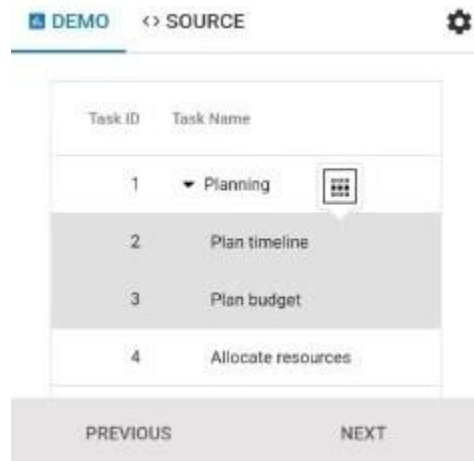 DEMO <> SOURCE
Task ID Task Name
1 Planning
2 Plan timeline
3 Plan budget
4 Allocate resources
PREVIOUS NEXT